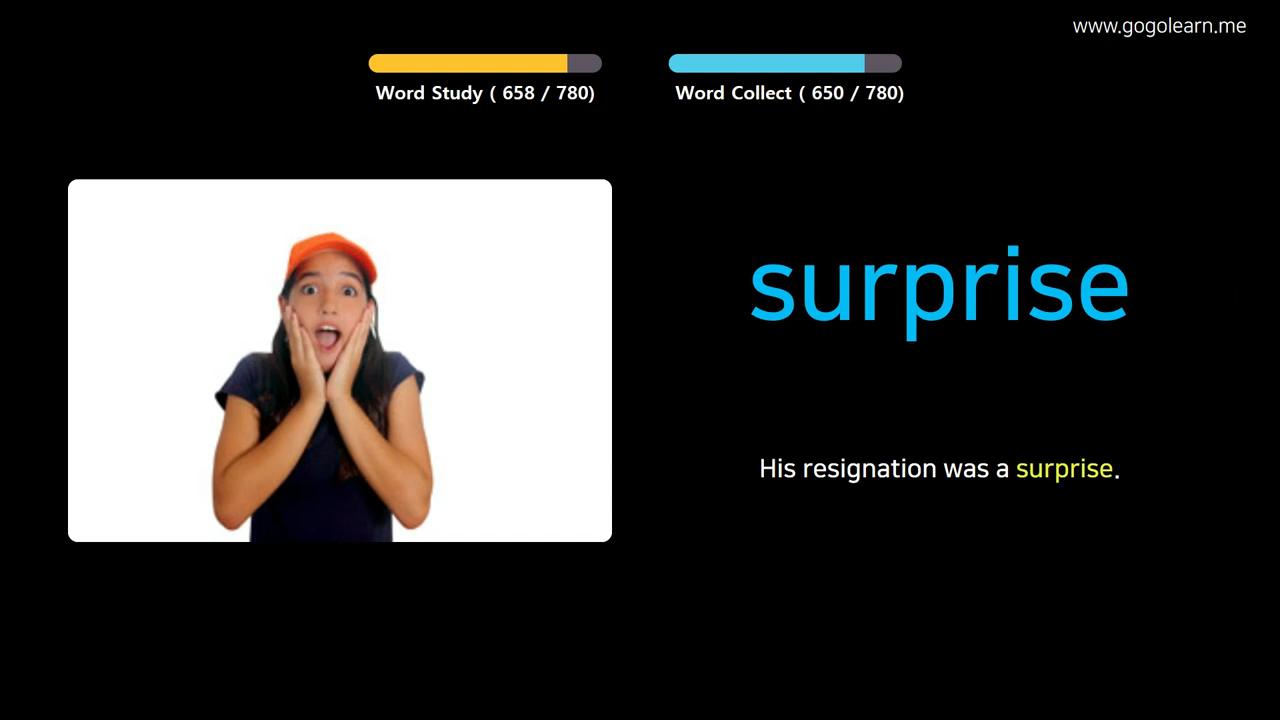 www.gogolearn.me
Word Study ( 658 / 780)
Word Collect ( 650 / 780)
surprise
His resignation was a surprise.